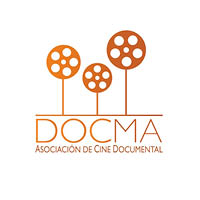 DOCMA
ASOCIACIÓN DE CINE DOCUMENTAL